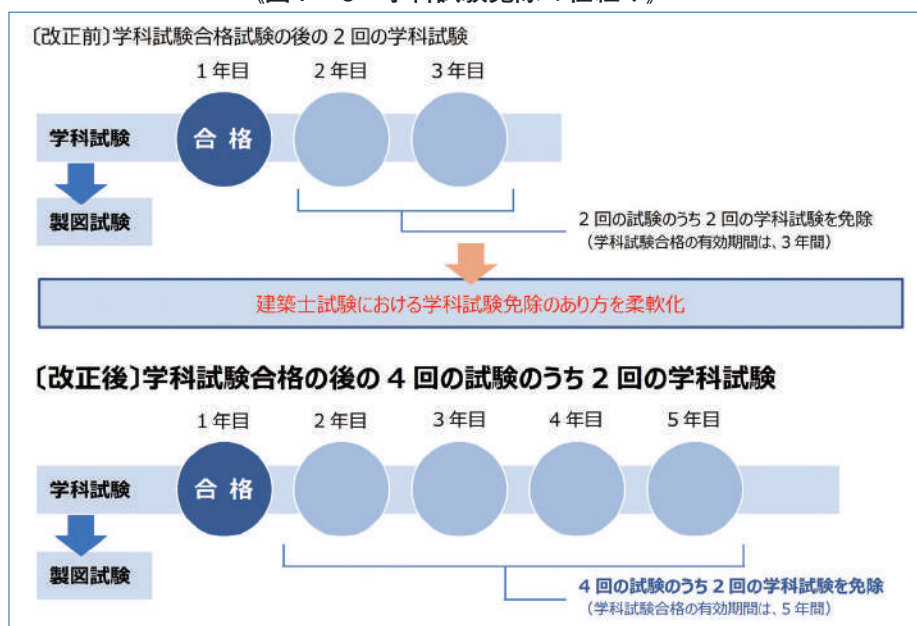 〔改正前〕学科試験合格試験の後の2回の学科試験
1年目 2年目 3年目
学科試験 合格
製図試験
2回の試験のうち2回の学科試験を免除
(学科試験合格の有効期間は、3年間)
建築士試験における学科試験免除のあり方を柔軟化
〔改正後〕学科試験合格の後の4回の試験のうち2回の学科試験
1年目 2年目 3年目 4年目 5年目
学科試験 合格
製図試験
4回の試験のうち2回の学科試験を免除
(学科試験合格の有効期間は、5年間)